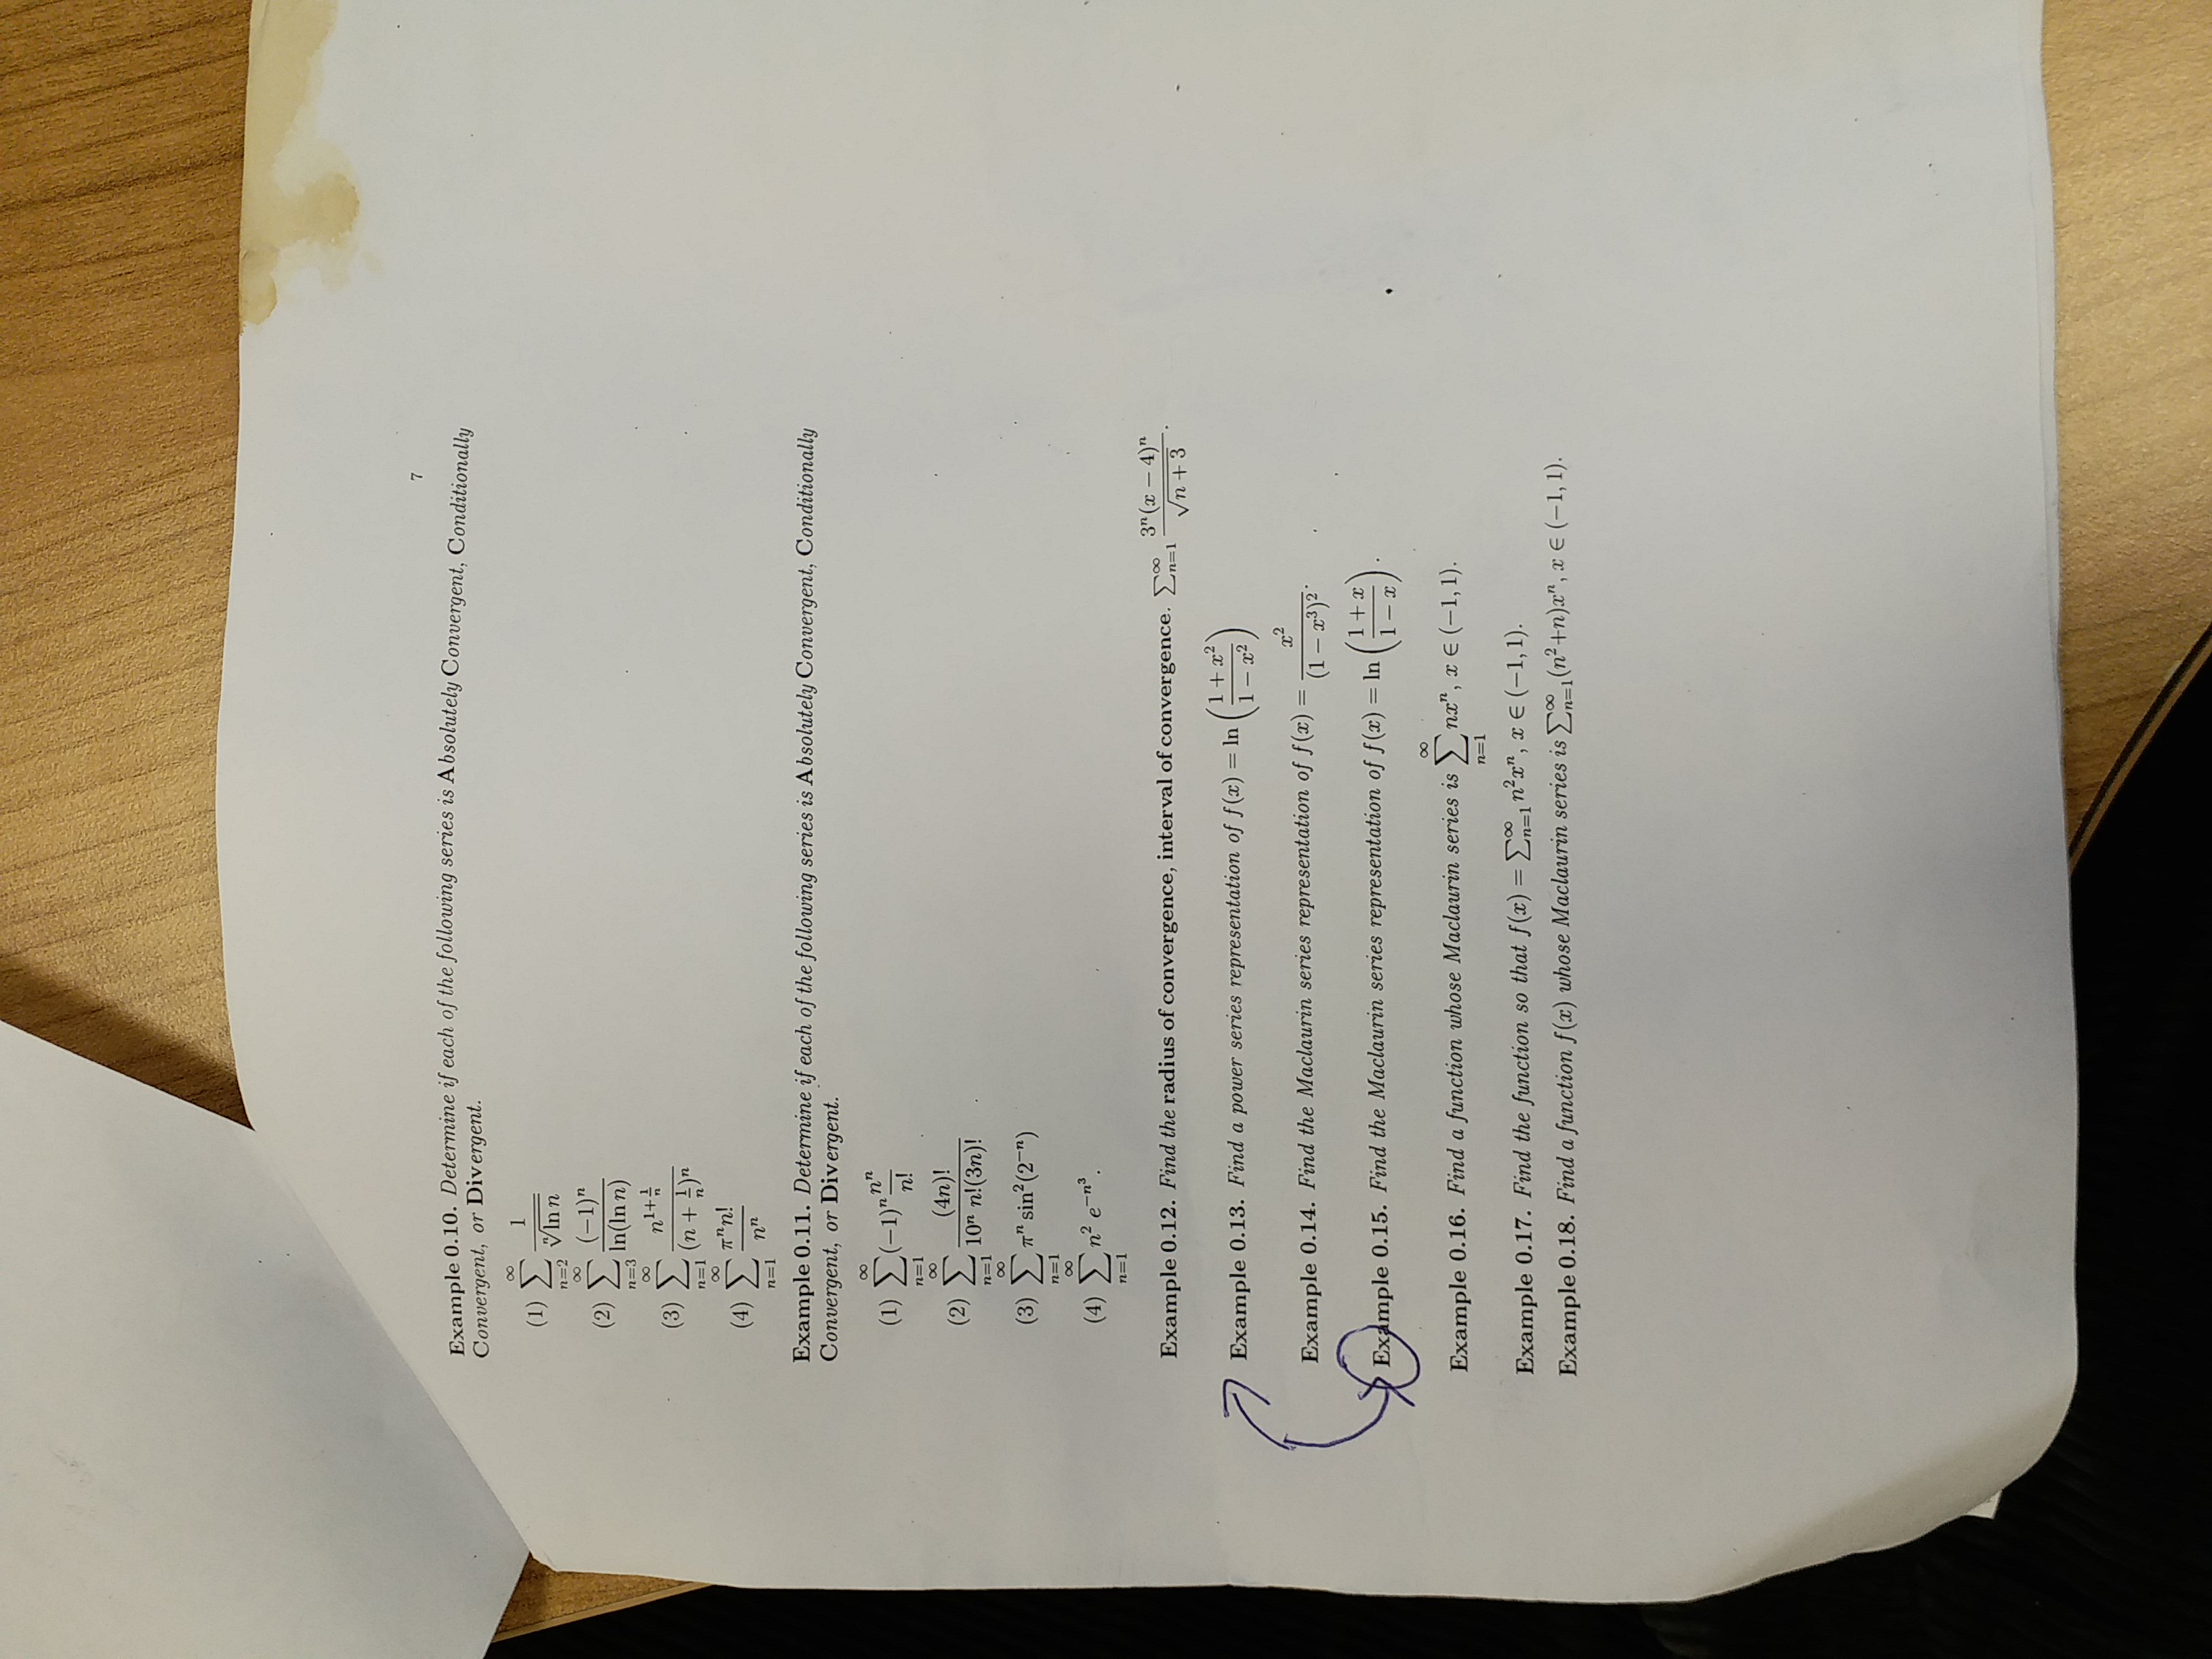 7
Example 0.10. Determine if each of the following series is Absolutely Convergent, Conditionally
Convergent, or Divergent.
(1) \sum_{n=2}^{\infty} \frac{1}{\sqrt[n]{\ln n}}
(2) \sum_{n=3}^{\infty} \frac{(-1)^n}{\ln(\ln n)}
(3) \sum_{n=1}^{\infty} \frac{n^{1+\frac{1}{n}}}{(n + \frac{1}{n})^n}
(4) \sum_{n=1}^{\infty} \frac{\pi^n n!}{n^n}
Example 0.11. Determine if each of the following series is Absolutely Convergent, Conditionally
Convergent, or Divergent.
(1) \sum_{n=1}^{\infty} (-1)^n \frac{n^n}{n!}
(2) \sum_{n=1}^{\infty} \frac{(4n)!}{10^n n!(3n)!}
(3) \sum_{n=1}^{\infty} \pi^n \sin^2(2^{-n})
(4) \sum_{n=1}^{\infty} n^2 e^{-n^3}.
Example 0.12. Find the radius of convergence, interval of convergence. \sum_{n=1}^{\infty} \frac{3^n(x-4)^n}{\sqrt{n+3}}.
Example 0.13. Find a power series representation of f(x) = \ln\left(\frac{1+x^2}{1-x^2}\right)
Example 0.14. Find the Maclaurin series representation of f(x) = \frac{x^2}{(1-x^3)^2}.
Example 0.15. Find the Maclaurin series representation of f(x) = \ln\left(\frac{1+x}{1-x}\right).
Example 0.16. Find a function whose Maclaurin series is \sum_{n=1}^{\infty} nx^n, x ∈ (−1, 1).
Example 0.17. Find the function so that f(x) = \sum_{n=1}^{\infty} n^2x^n, x ∈ (−1, 1).
Example 0.18. Find a function f(x) whose Maclaurin series is \sum_{n=1}^{\infty}(n^2+n)x^n, x ∈ (−1, 1).